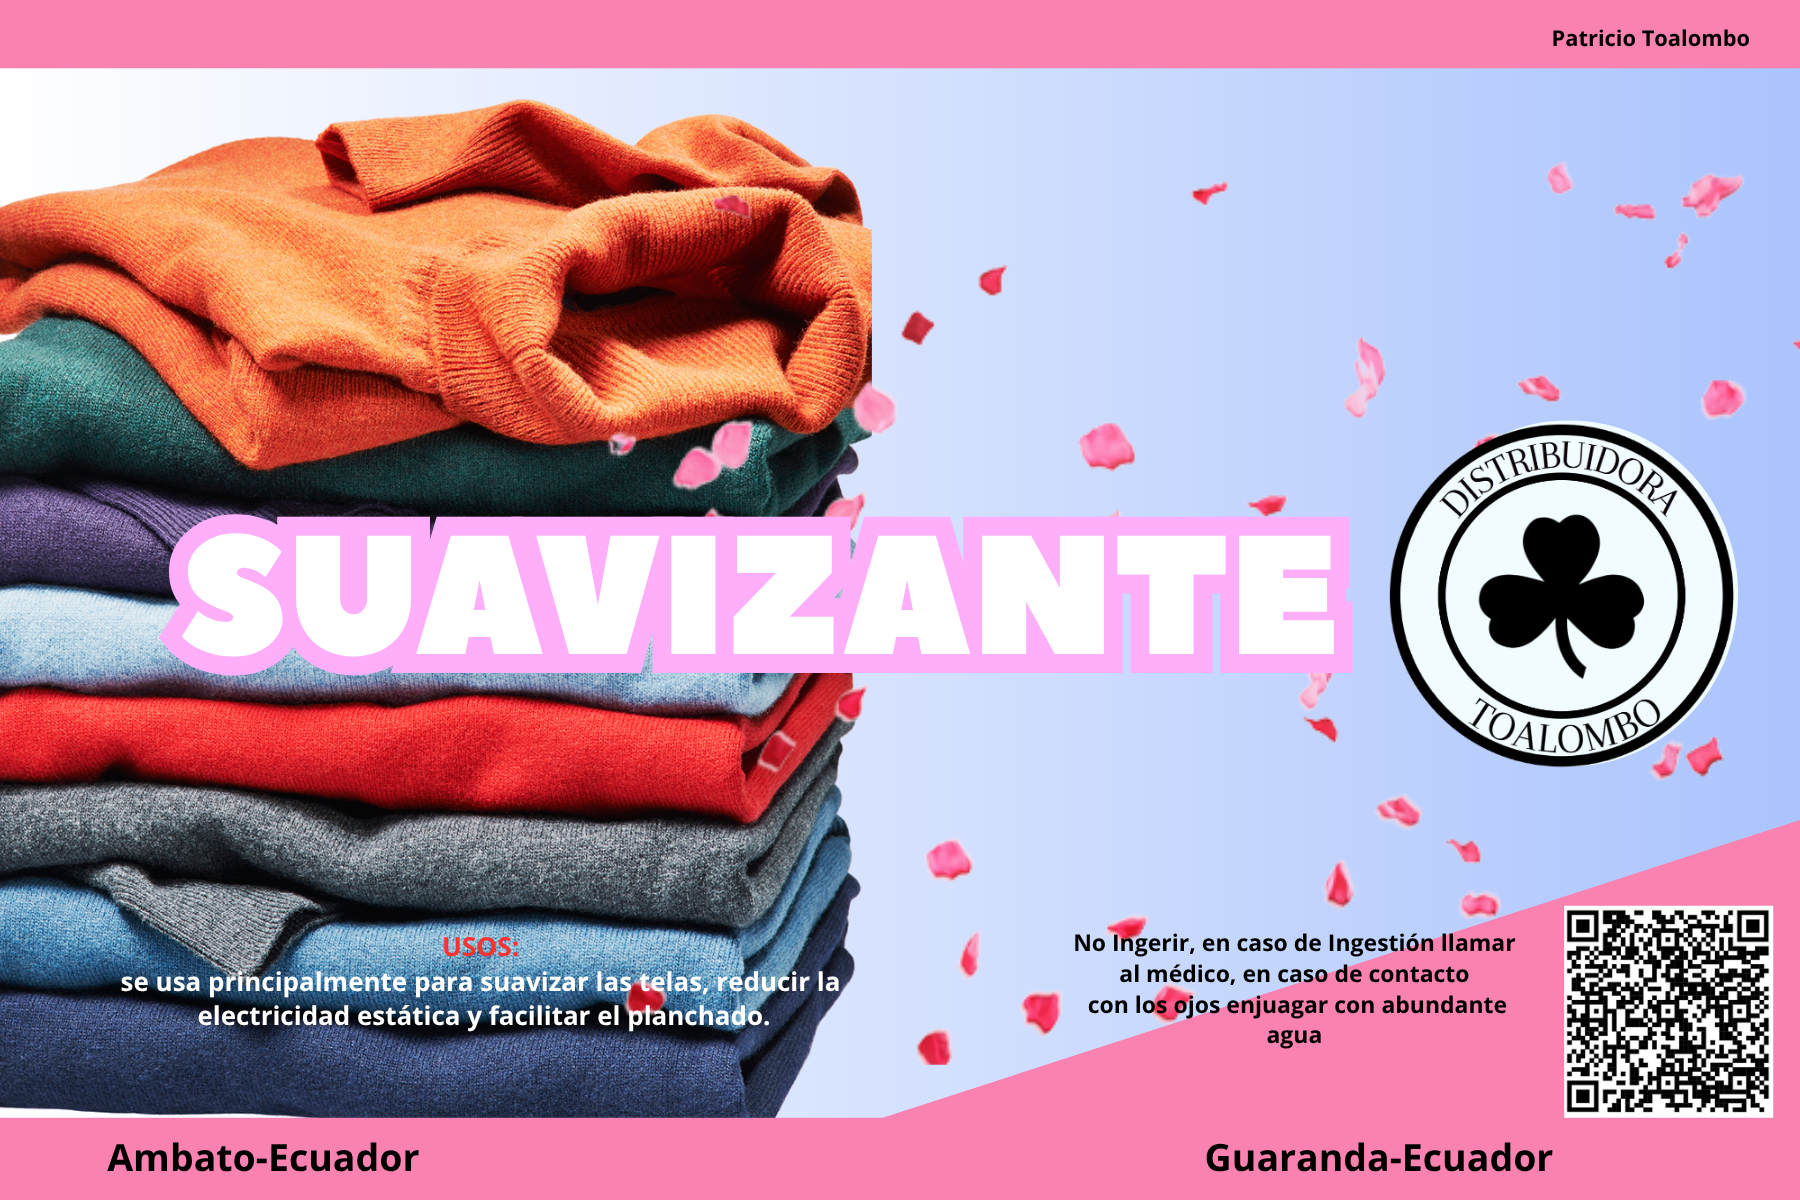 Patricio Toalombo
SUAVIZANTE
DISTRIBUIDORA
TOALOMBO
USOS:
se usa principalmente para suavizar las telas, reducir la
electricidad estática y facilitar el planchado.
No Ingerir, en caso de Ingestión llamar
al médico, en caso de contacto
con los ojos enjuagar con abundante
agua
Ambato-Ecuador
Guaranda-Ecuador